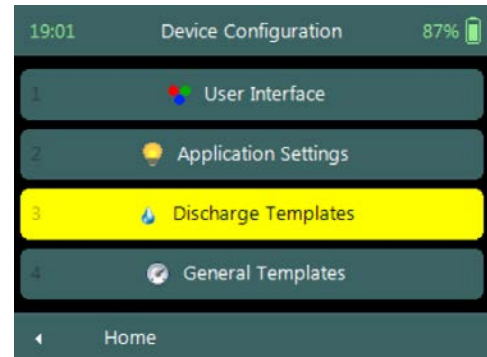 19:01 Device Configuration 87%
1 User Interface
2 Application Settings
3 Discharge Templates
4 General Templates
Home